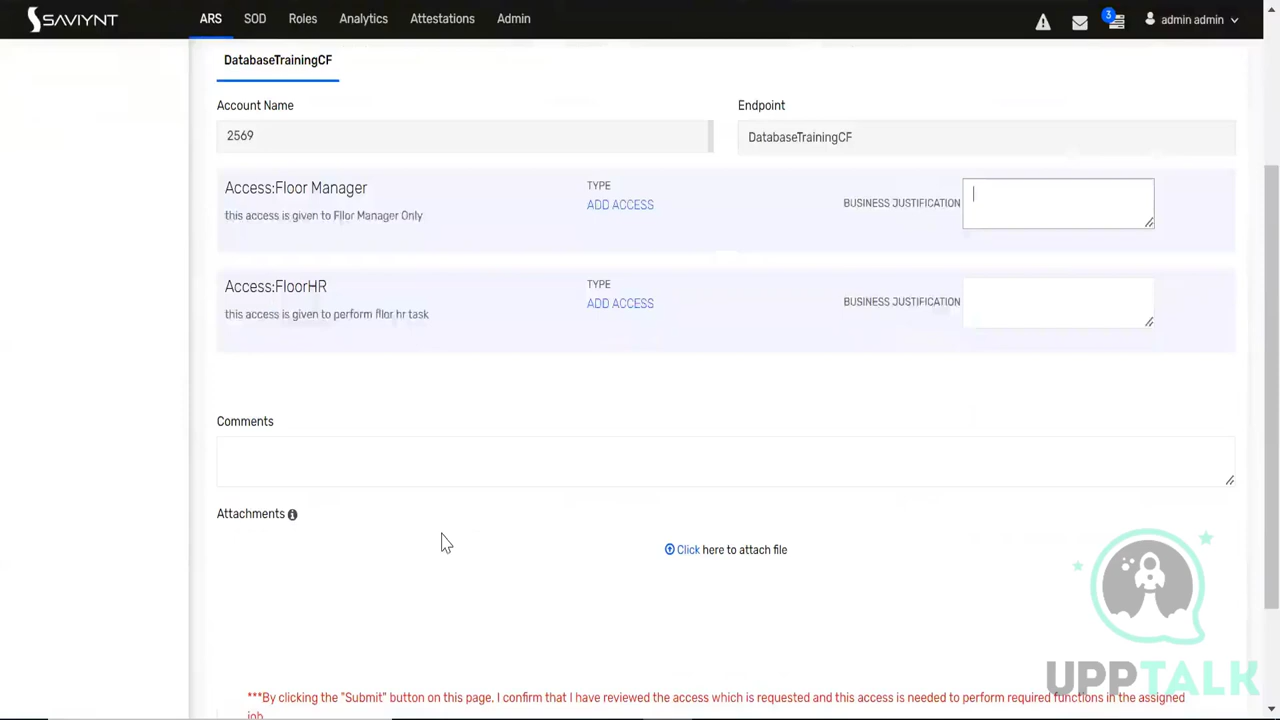 SAVIYNT ARS SOD Roles Analytics Attestations Admin 3 admin admin
DatabaseTrainingCF
Account Name Endpoint
2569 DatabaseTrainingCF
Access:Floor Manager TYPE
ADD ACCESS BUSINESS JUSTIFICATION
this access is given to Fllor Manager Only
Access:FloorHR TYPE
ADD ACCESS BUSINESS JUSTIFICATION
this access is given to perform fllor hr task
Comments
Attachments
Click here to attach file
UPPTALK
***By clicking the "Submit" button on this page. I confirm that I have reviewed the access which is requested and this access is needed to perform required functions in the assigned
job.